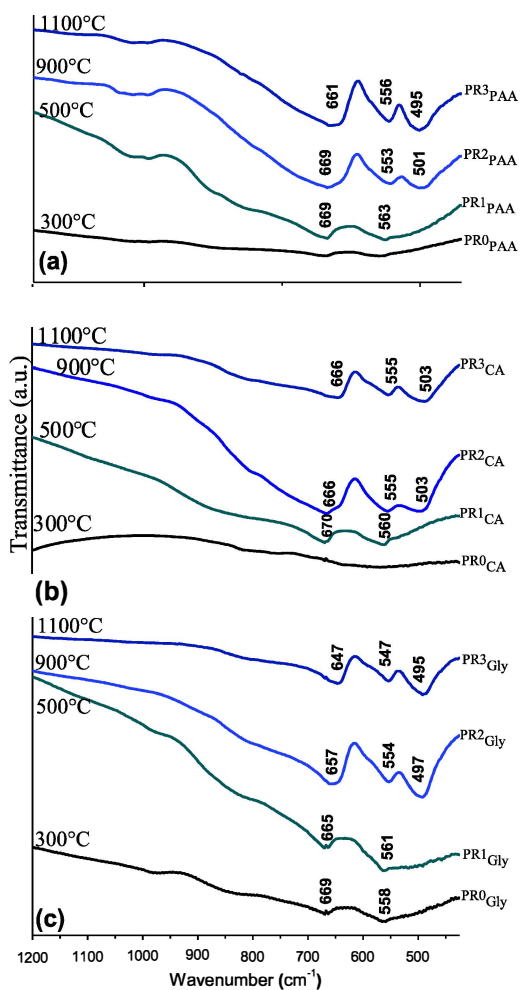 1100°C
900°C
661
556
495
PR3PAA
500°C
669
553
501
PR2PAA
669
563
PR1PAA
300°C
PR0PAA
(a)
Transmittance (a.u.)
1100°C
900°C
666
555
503
PR3CA
500°C
666
555
503
PR2CA
670
560
PR1CA
300°C
PR0CA
(b)
1100°C
647
547
495
PR3Gly
900°C
500°C
657
554
497
PR2Gly
665
561
PR1Gly
300°C
669
558
PR0Gly
(c)
1200 1100 1000 900 800 700 600 500
Wavenumber (cm-1)